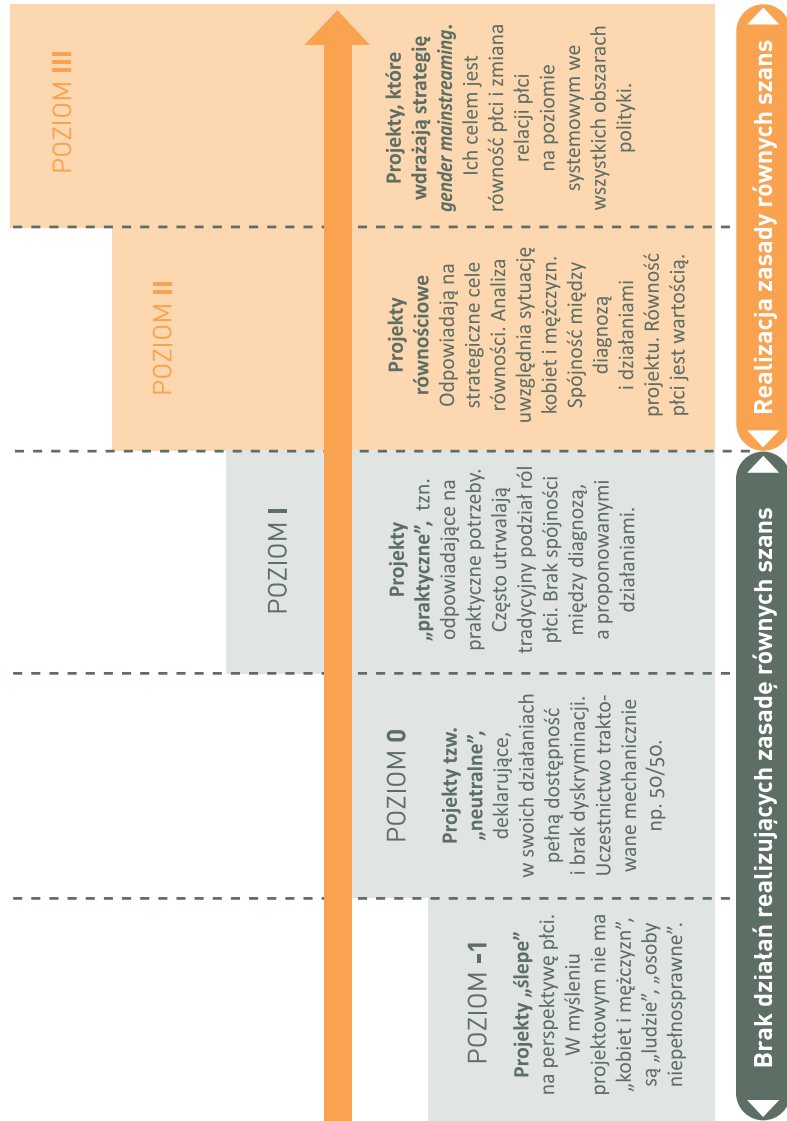 POZIOM -1
Projekty „ślepe”
na perspektywę płci.
W myśleniu
projektowym nie ma
„kobiet i mężczyzn”,
są „ludzie”, „osoby
niepełnosprawne”.
POZIOM 0
Projekty tzw.
„neutralne”,
deklarujące,
w swoich działaniach
pełną dostępność
i brak dyskryminacji.
Uczestnictwo trakto-
wane mechanicznie
np. 50/50.
POZIOM I
Projekty
„praktyczne”, tzn.
odpowiadające na
praktyczne potrzeby.
Często utrwalają
tradycyjny podział ról
płci. Brak spójności
między diagnozą,
a proponowanymi
działaniami.
POZIOM II
Projekty
równościowe
Odpowiadają na
strategiczne cele
równości. Analiza
uwzględnia sytuację
kobiet i mężczyzn.
Spójność między
diagnozą
i działaniami
projektu. Równość
płci jest wartością.
POZIOM III
Projekty, które
wdrażają strategię
gender mainstreaming.
Ich celem jest
równość płci i zmiana
relacji płci
na poziomie
systemowym we
wszystkich obszarach
polityki.
Brak działań realizujących zasadę równych szans
Realizacja zasady równych szans